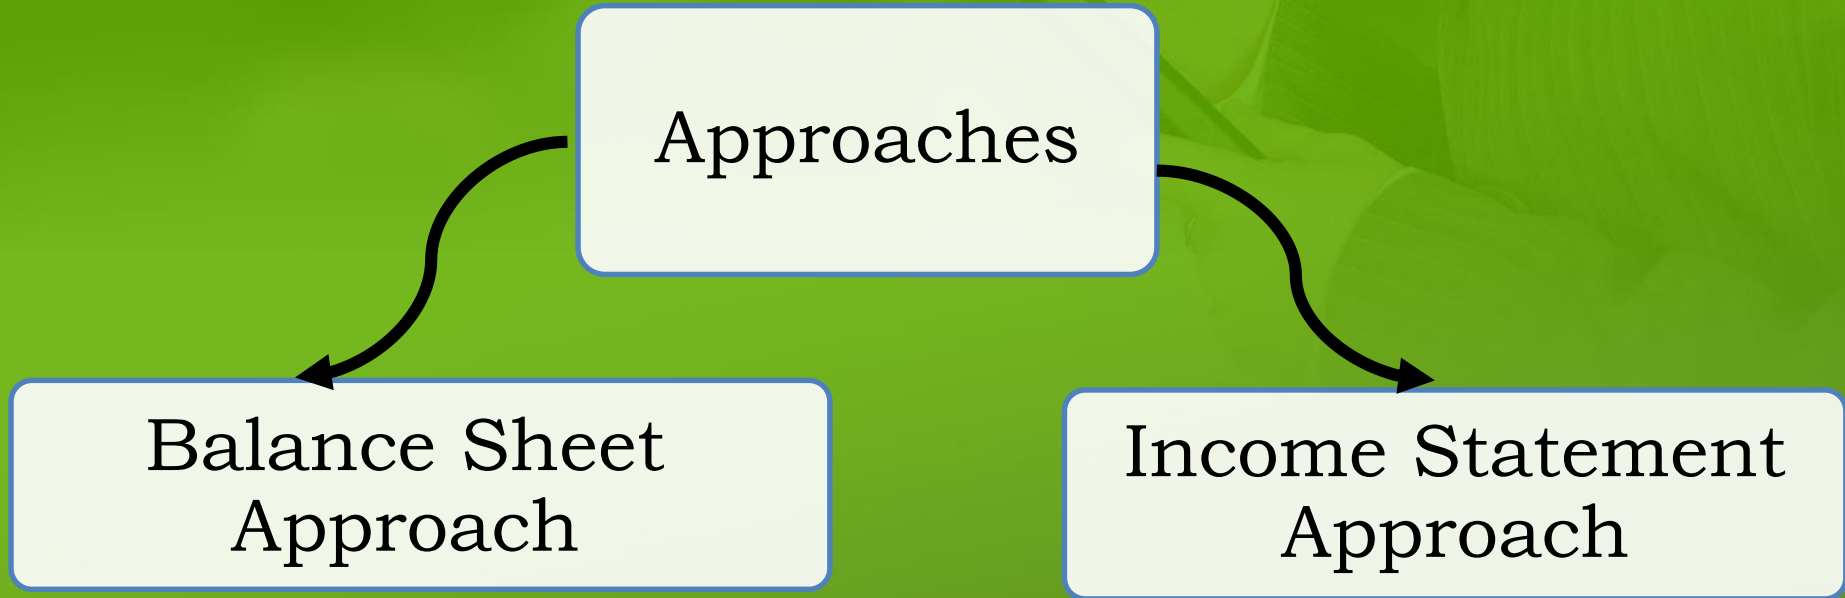 Approaches
Balance Sheet
Approach
Income Statement
Approach